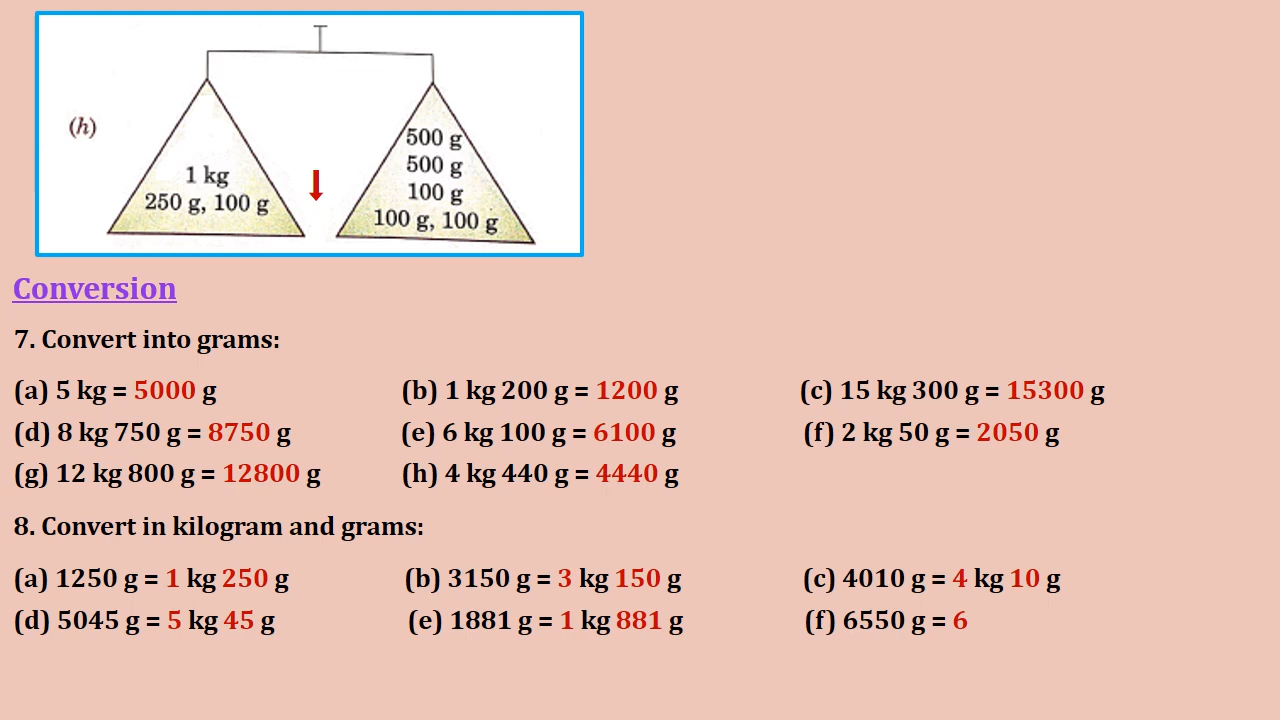 (h)
1 kg
250 g, 100 g
500 g
500 g
100 g
100 g, 100 g
Conversion
7. Convert into grams:
(a) 5 kg = 5000 g (b) 1 kg 200 g = 1200 g (c) 15 kg 300 g = 15300 g
(d) 8 kg 750 g = 8750 g (e) 6 kg 100 g = 6100 g (f) 2 kg 50 g = 2050 g
(g) 12 kg 800 g = 12800 g (h) 4 kg 440 g = 4440 g
8. Convert in kilogram and grams:
(a) 1250 g = 1 kg 250 g (b) 3150 g = 3 kg 150 g (c) 4010 g = 4 kg 10 g
(d) 5045 g = 5 kg 45 g (e) 1881 g = 1 kg 881 g (f) 6550 g = 6